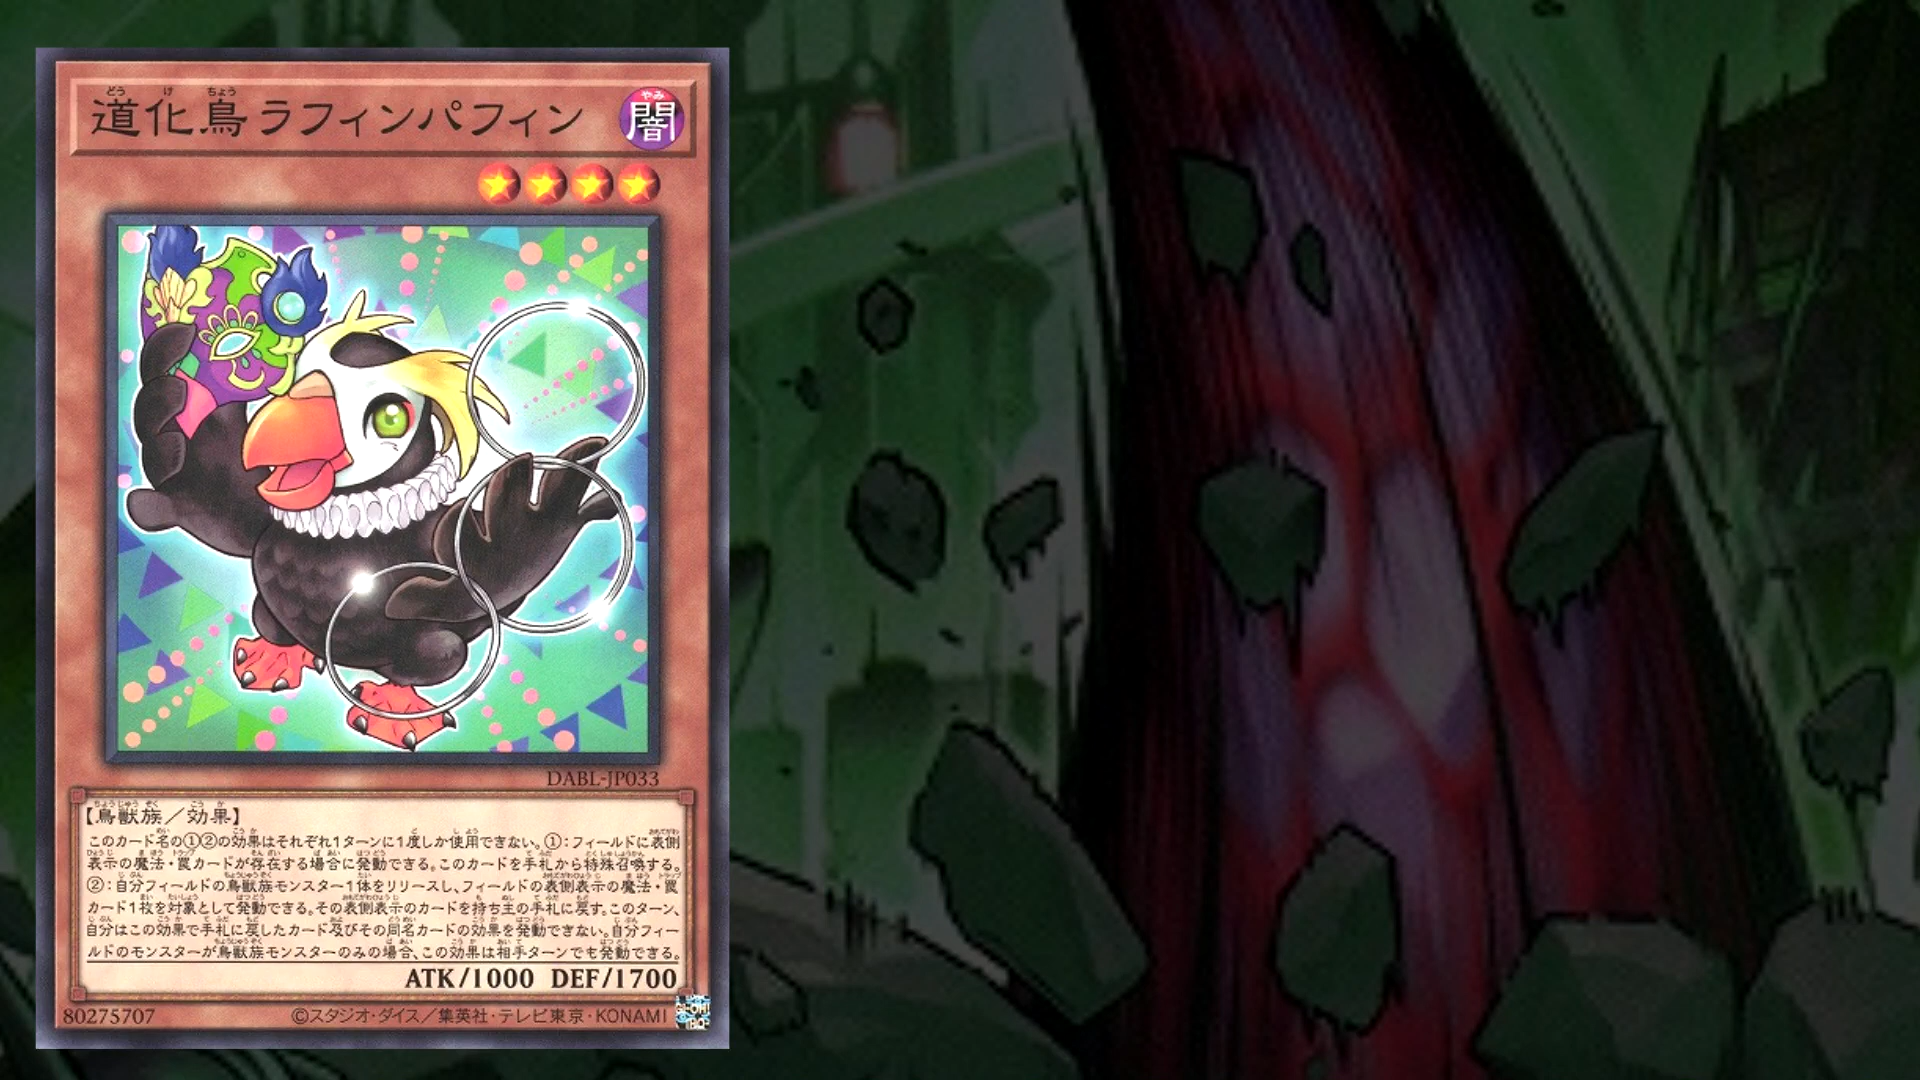 道化鳥ラフィンパフィン
闇
DABL-JP033
【鳥獣族／効果】
このカード名の①②の効果はそれぞれ1ターンに1度しか使用できない。①：フィールドに表側
表示の魔法・罠カードが存在する場合に発動できる。このカードを手札から特殊召喚する。
②：自分フィールドの鳥獣族モンスター1体をリリースし、フィールドの表側表示の魔法・罠
カード1枚を対象として発動できる。その表側表示のカードを持ち主の手札に戻す。このターン、
自分はこの効果で手札に戻したカード及びその同名カードの効果を発動できない。自分フィー
ルドのモンスターが鳥獣族モンスターのみの場合、この効果は相手ターンでも発動できる。
ATK/1000 DEF/1700
80275707 ©スタジオ・ダイス／集英社・テレビ東京・KONAMI